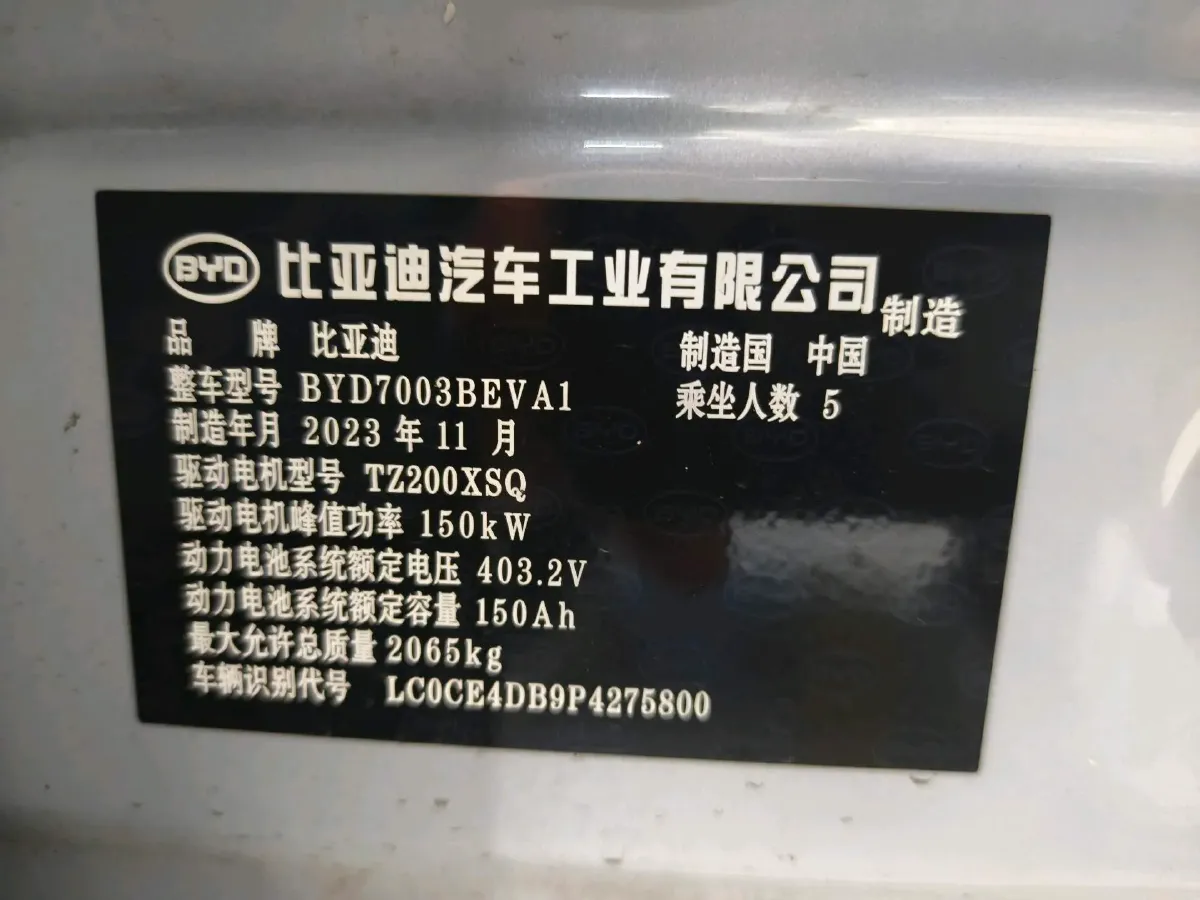 BYD 比亚迪汽车工业有限公司 制造
品 牌 比亚迪 制造国 中国
整车型号 BYD7003BEVA1 乘坐人数 5
制造年月 2023 年 11 月
驱动电机型号 TZ200XSQ
驱动电机峰值功率 150kW
动力电池系统额定电压 403.2V
动力电池系统额定容量 150Ah
最大允许总质量 2065kg
车辆识别代号 LC0CE4DB9P4275800